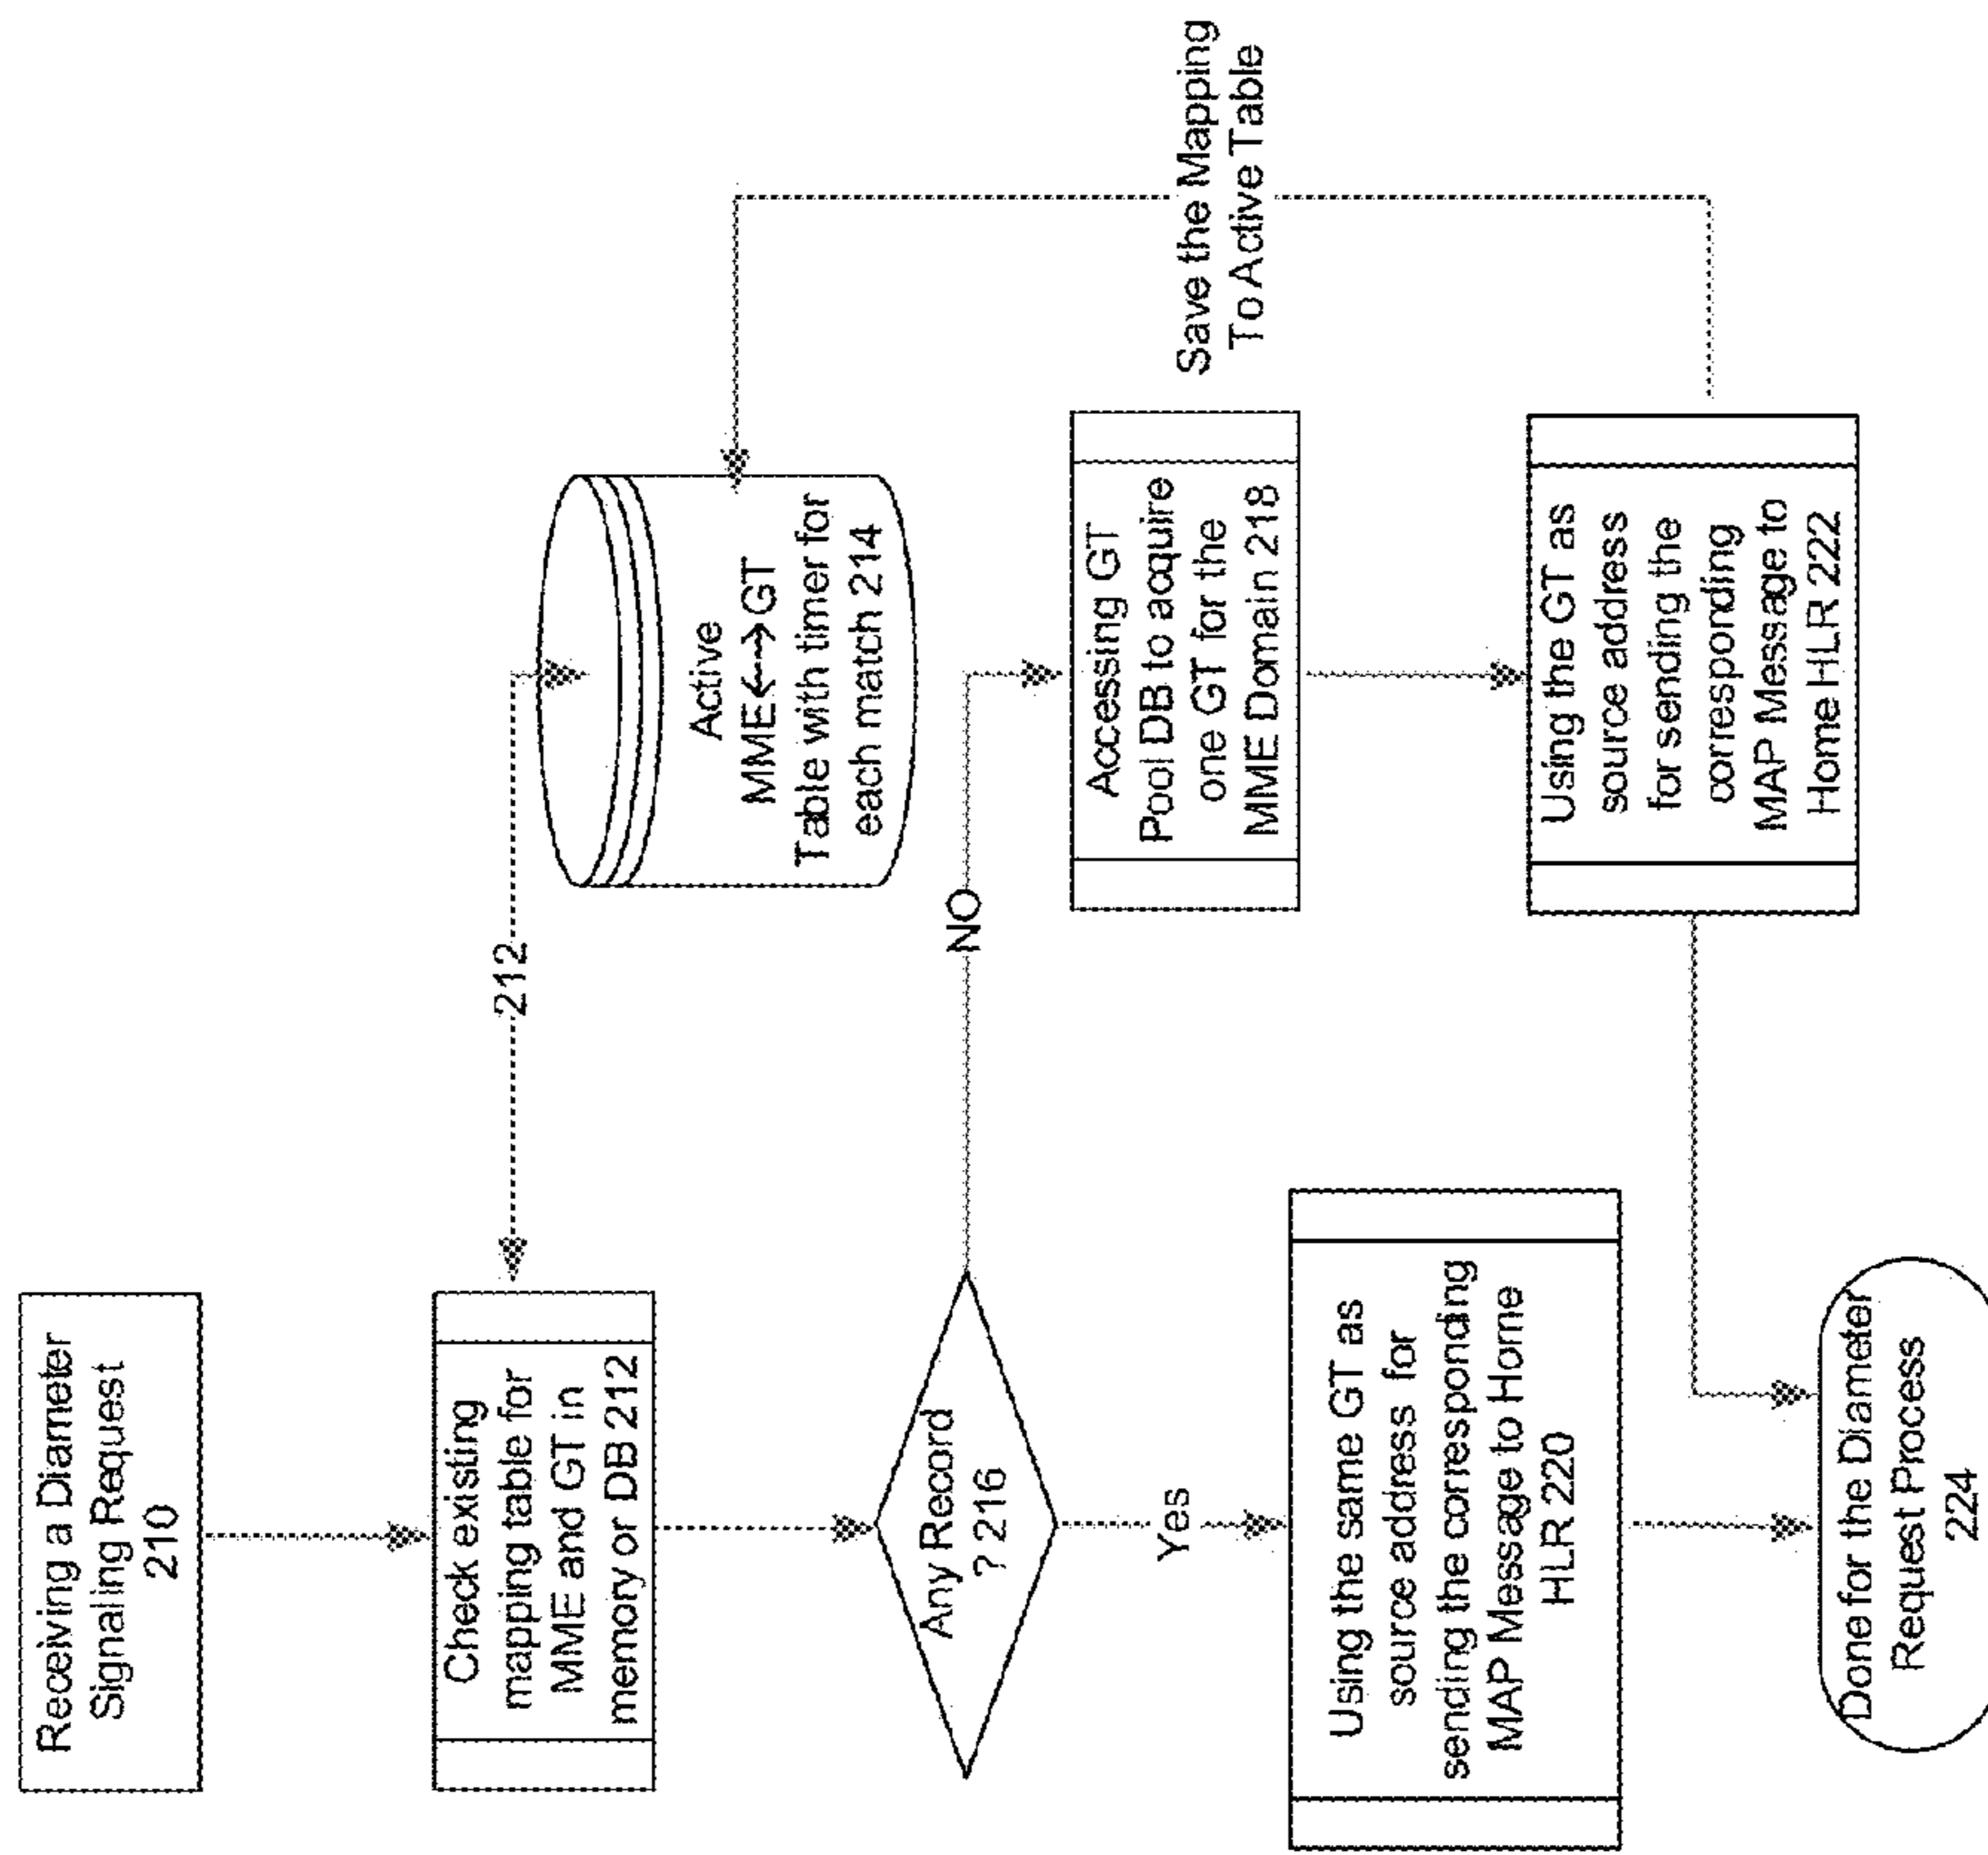 Receiving a Diameter
Signaling Request
210
Check existing
mapping table for
MME and GT in
memory or DB 212
212
Active
MME<-->GT
Table with timer for
each match 214
Any Record
? 216
NO
Yes
Accessing GT
Pool DB to acquire
one GT for the
MME Domain 218
Save the Mapping
To Active Table
Using the same GT as
source address for
sending the corresponding
MAP Message to Home
HLR 220
Using the GT as
source address
for sending the
corresponding
MAP Message to
Home HLR 222
Done for the Diameter
Request Process
224